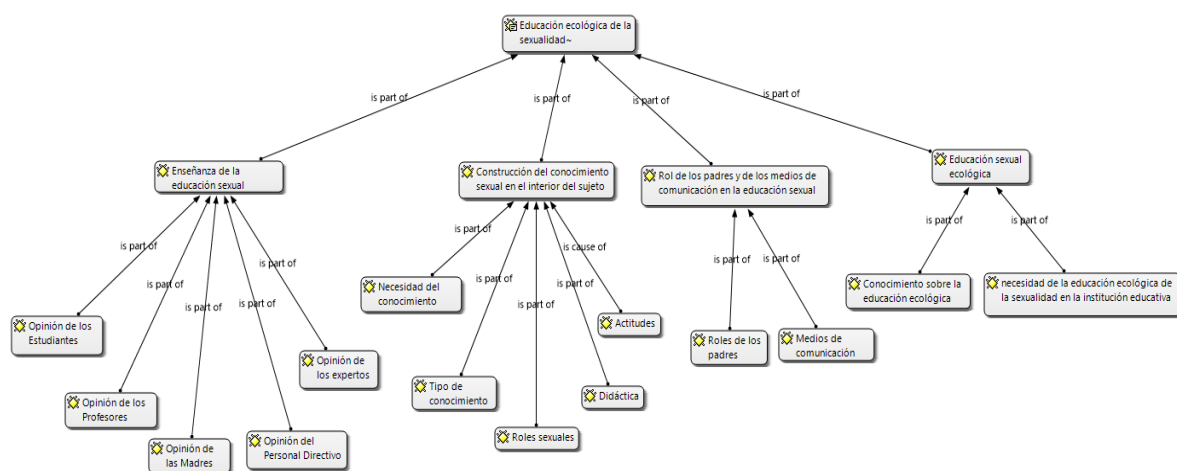 Educación ecológica de la
sexualidad~
is part of
is part of
is part of
is part of
Enseñanza de la
educación sexual
Construcción del conocimiento
sexual en el interior del sujeto
Rol de los padres y de los medios de
comunicación en la educación sexual
Educación sexual
ecológica
is part of
is part of
is part of
is part of
is part of
is part of
is part of
is part of
is part of
is cause of
is part of
is part of
is part of
is part of
Necesidad del
conocimiento
Conocimiento sobre la
educación ecológica
necesidad de la educación ecológica de
la sexualidad en la institución educativa
Opinión de los
Estudiantes
Actitudes
Roles de los
padres
Medios de
comunicación
Opinión de
los expertos
Tipo de
conocimiento
Didáctica
Opinión de los
Profesores
Roles sexuales
Opinión de
las Madres
Opinión del
Personal Directivo